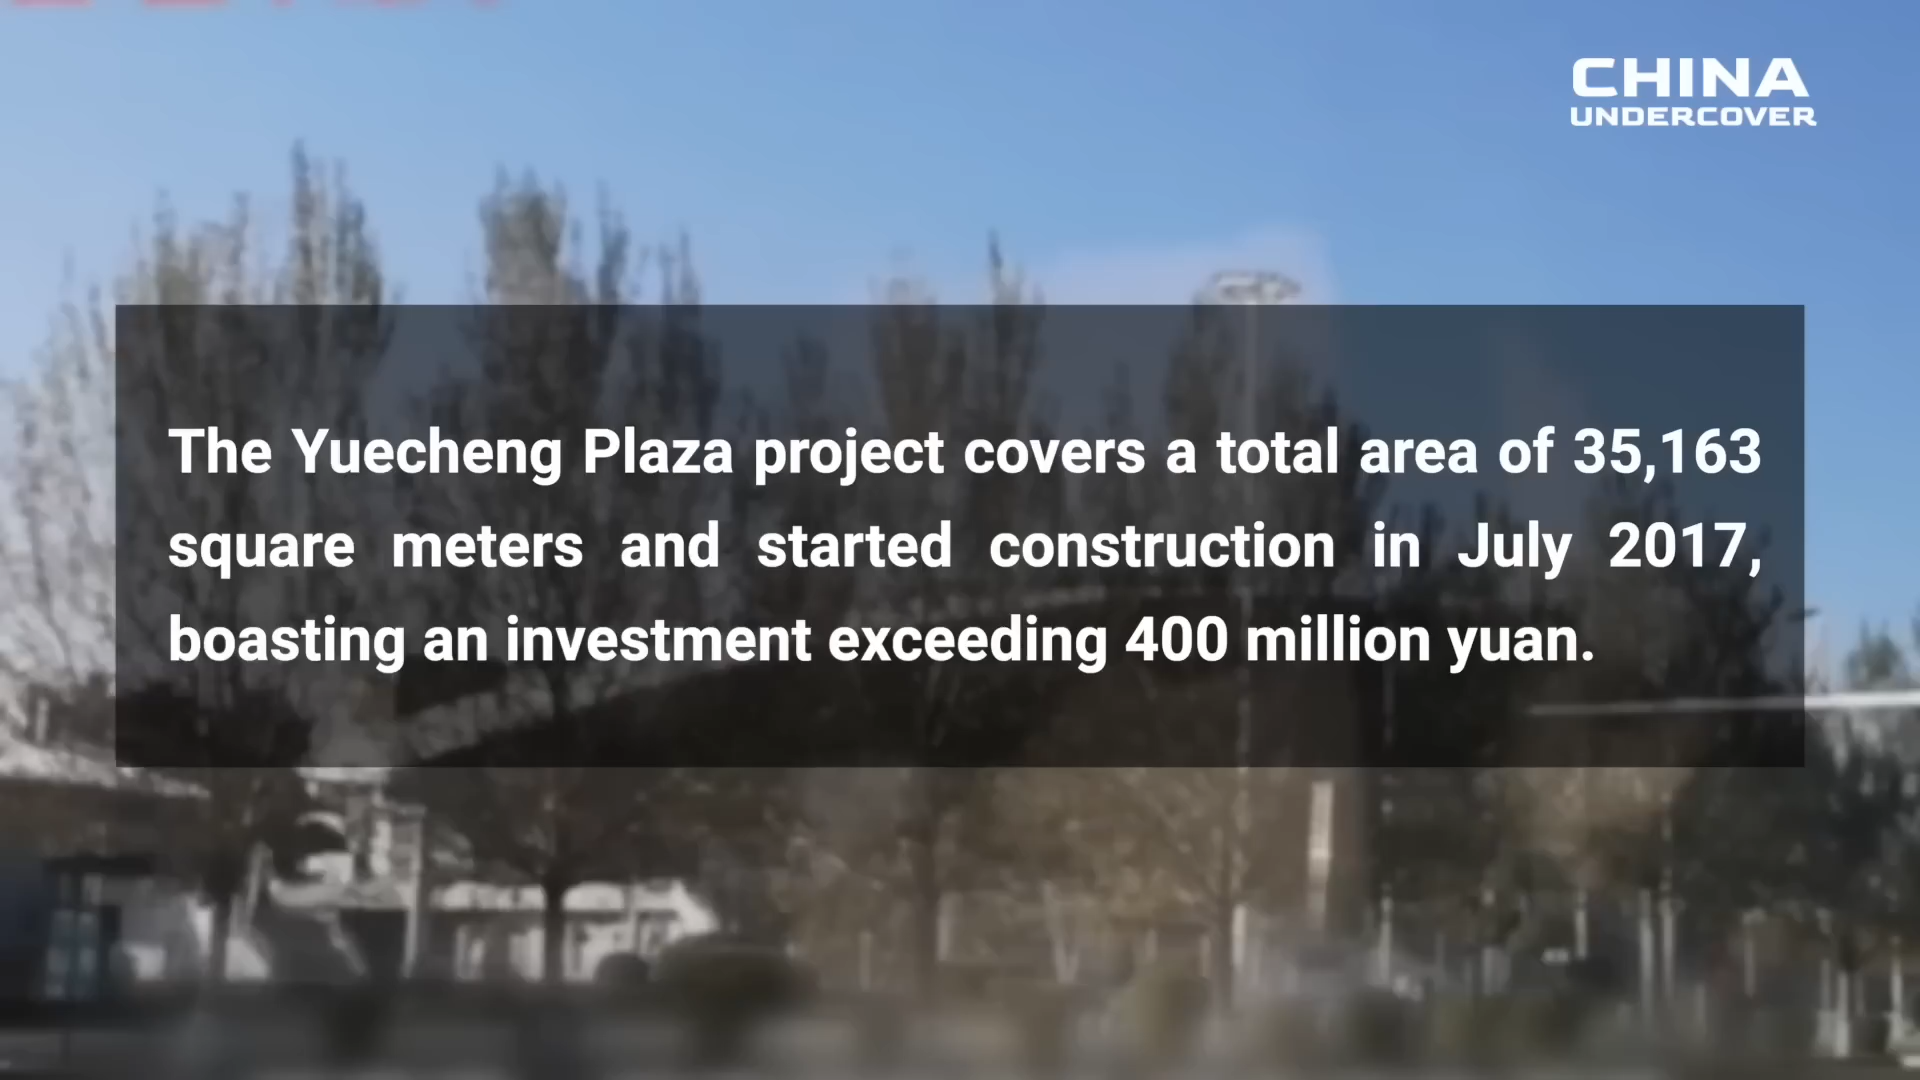 CHINA
UNDERCOVER
The Yuecheng Plaza project covers a total area of 35,163
square meters and started construction in July 2017,
boasting an investment exceeding 400 million yuan.